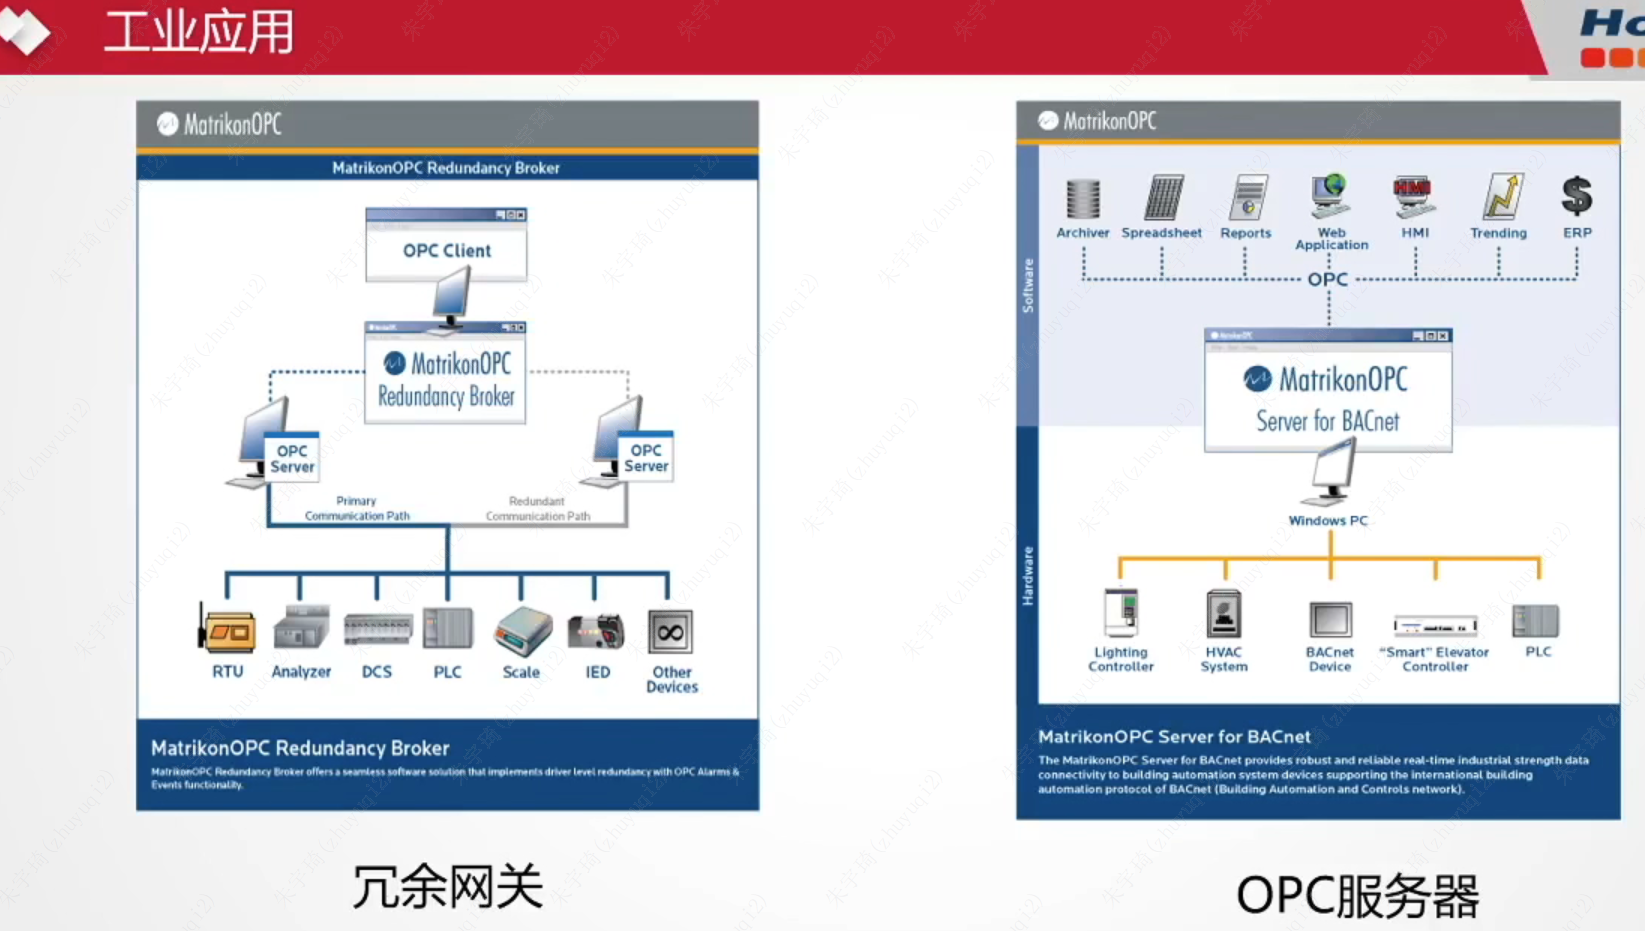 工业应用
Ho
MatrikonOPC
MatrikonOPC Redundancy Broker
OPC Client
MatrikonOPC
Redundancy Broker
OPC
Server
OPC
Server
Primary
Communication Path
Redundant
Communication Path
RTU
Analyzer
DCS
PLC
Scale
IED
Other
Devices
MatrikonOPC Redundancy Broker
MatrikonOPC Redundancy Broker offers a seamless software solution that implements driver level redundancy with OPC Alarms &
Events functionality.
冗余网关
MatrikonOPC
Software
Archiver
Spreadsheet
Reports
Web
Application
HMI
HMI
Trending
ERP
OPC
MatrikonOPC
Server for BACnet
Windows PC
Hardware
Lighting
Controller
HVAC
System
BACnet
Device
“Smart” Elevator
Controller
PLC
MatrikonOPC Server for BACnet
The MatrikonOPC Server for BACnet provides robust and reliable real-time industrial strength data
connectivity to building automation system devices supporting the international building
automation protocol of BACnet (Building Automation and Controls network).
OPC服务器
朱宇琦(zhuyuqi2)